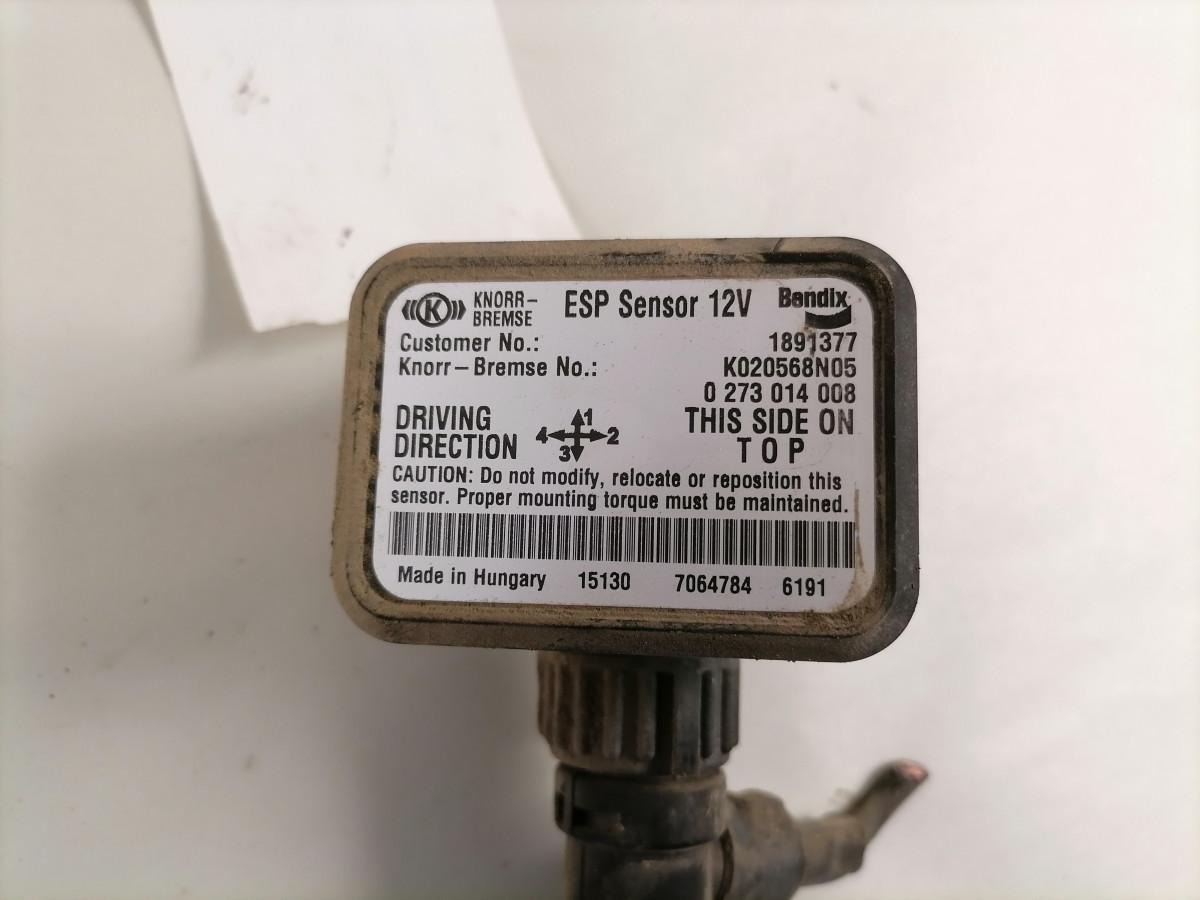 ((K)) KNORR-BREMSE ESP Sensor 12V Bendix
Customer No.: 1891377
Knorr-Bremse No.: K020568N05
0 273 014 008
DRIVING DIRECTION 1 2 3 4 THIS SIDE ON TOP
CAUTION: Do not modify, relocate or reposition this
sensor. Proper mounting torque must be maintained.
Made in Hungary 15130 7064784 6191